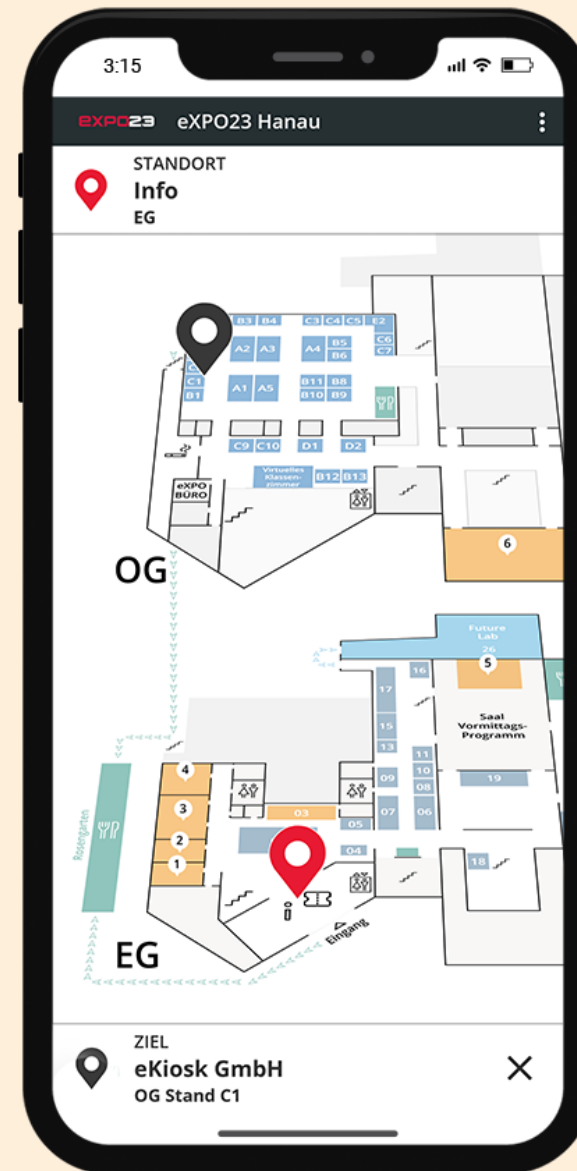 3:15
eXPO23 eXPO23 Hanau
STANDORT
Info
EG
B3 B4 C3 C4 C5 E2
A2 A3 A4 B5 C6
B6 C7
C1 A1 A5 B11 B8
B1 B10 B9
C9 C10 D1 D2
Virtuelles
Klassen-
zimmer
B12 B13
eXPO
BÜRO
OG
6
Future
Lab
26
5
16
17
Saal
Vormittags-
Programm
15
13
11
10
09
08
19
07
06
4
3
2
1
03
05
04
18
Rosengarten
Eingang
EG
ZIEL
eKiosk GmbH
OG Stand C1